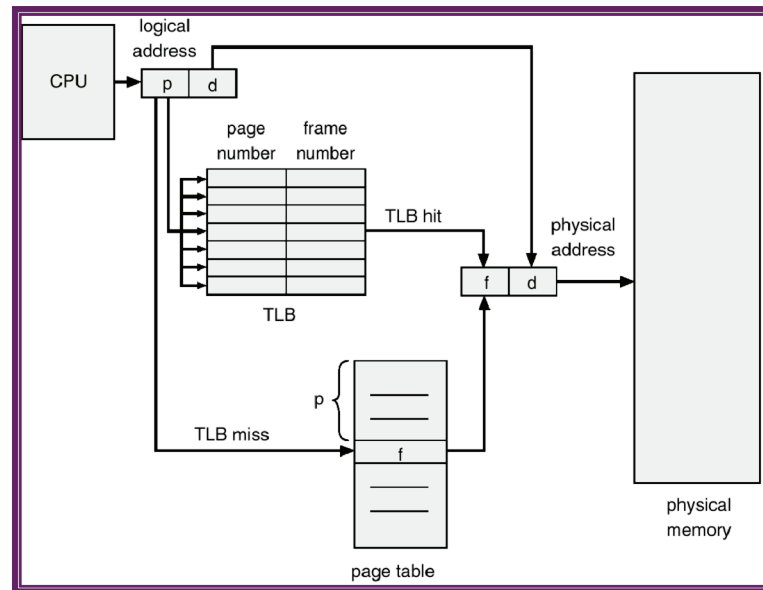 logical
address
CPU
p d
page frame
number number
TLB hit
physical
address
f d
TLB
p
TLB miss
f
physical
memory
page table